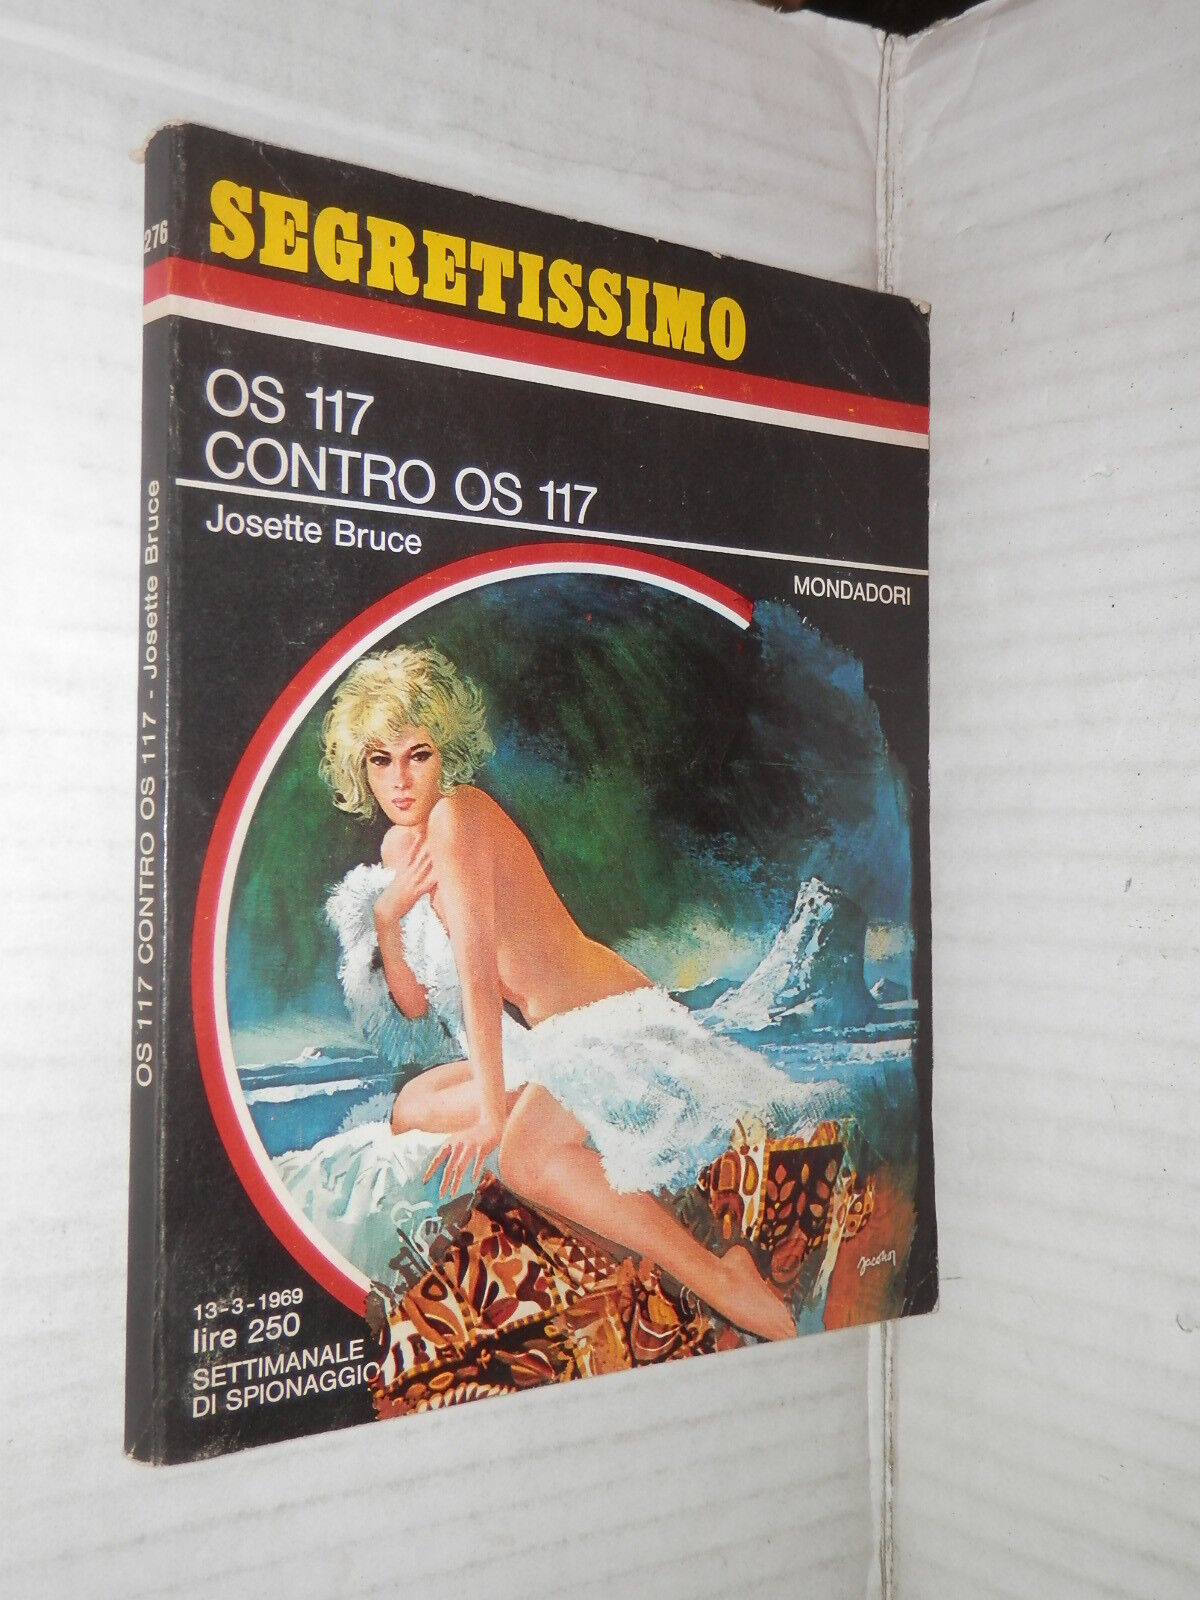 276
SEGRETISSIMO
OS 117
CONTRO OS 117
Josette Bruce
MONDADORI
OS 117 CONTRO OS 117 - Josette Bruce
13-3-1969
lire 250
SETTIMANALE
DI SPIONAGGIO